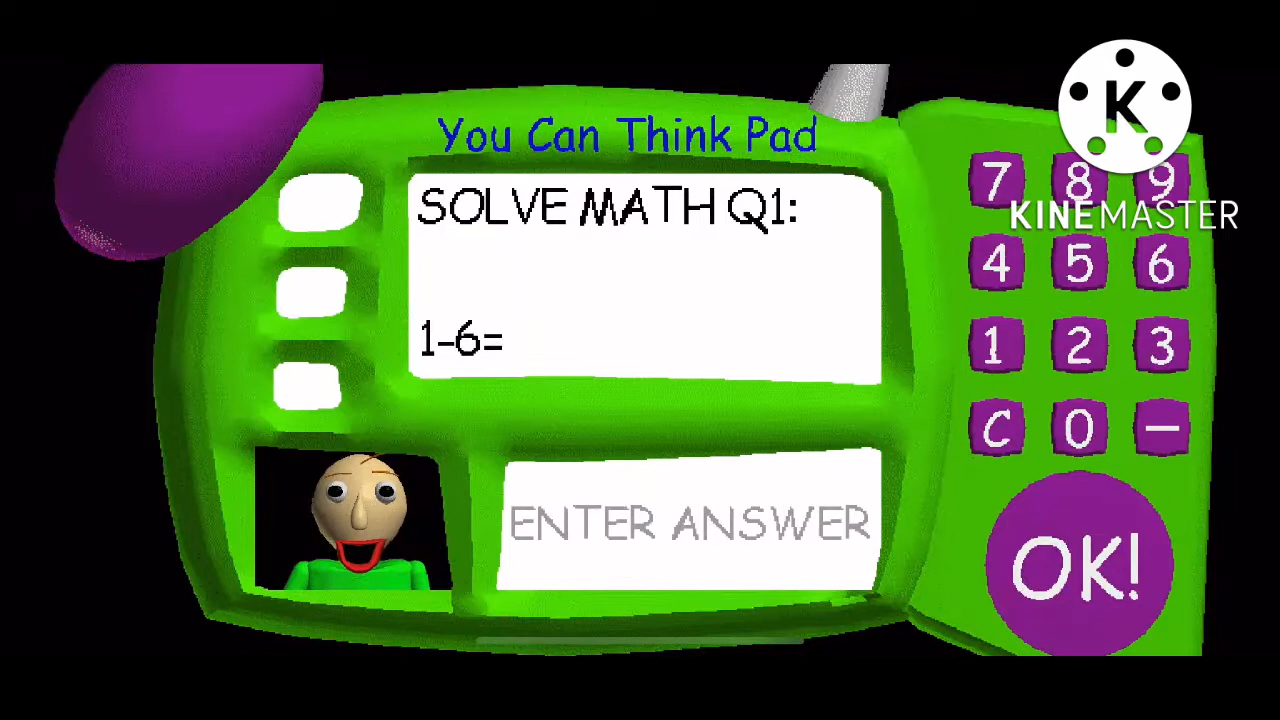 You Can Think Pad
SOLVE MATH Q1:
1-6=
ENTER ANSWER
K
KINEMASTER
7 8 9
4 5 6
1 2 3
C 0 -
OK!